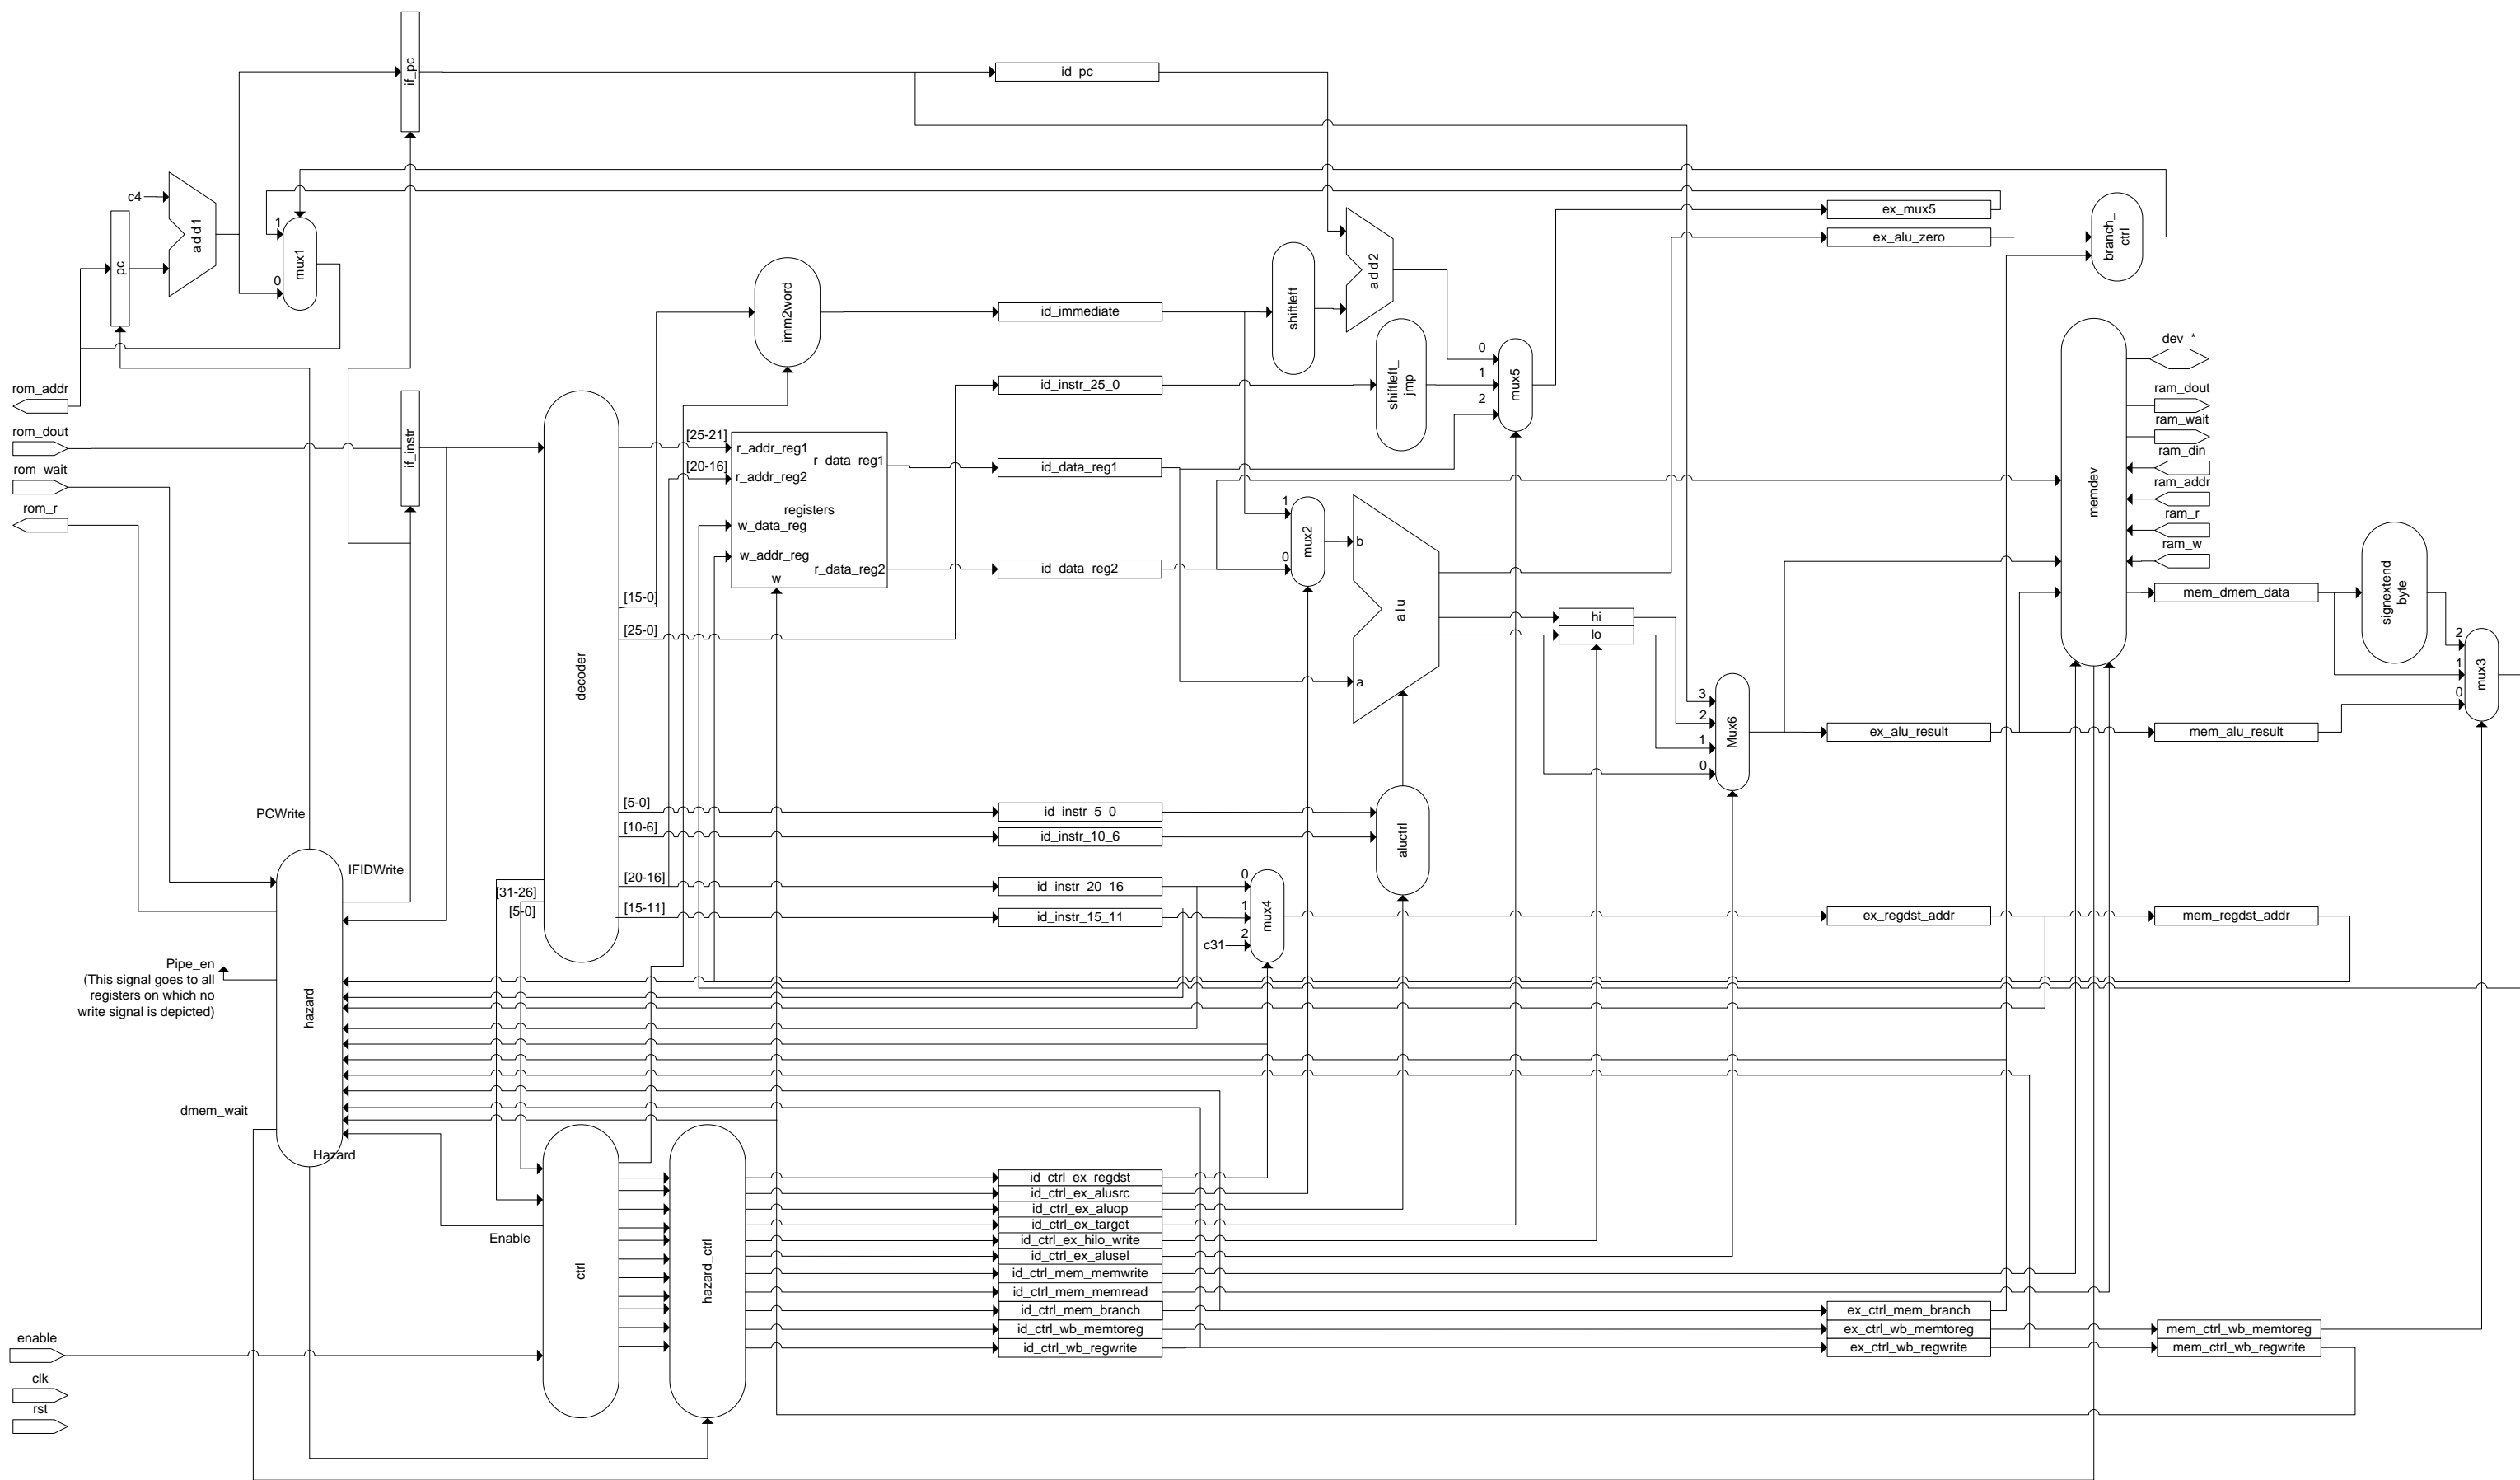 if_pc
id_pc
c4
add1
pc
1
mux1
0
ex_mux5
ex_alu_zero
branch_
ctrl
add2
shiftleft
imm2word
id_immediate
shiftleft_
jmp
0
1
2
mux5
id_instr_25_0
rom_addr
rom_dout
rom_wait
rom_r
if_instr
[25-21]
[20-16]
r_addr_reg1
r_addr_reg2
r_data_reg1
registers
w_data_reg
w_addr_reg
r_data_reg2
w
id_data_reg1
id_data_reg2
1
mux2
0
b
alu
a
memdev
dev_*
ram_dout
ram_wait
ram_din
ram_addr
ram_r
ram_w
mem_dmem_data
signextend
byte
2
1
0
mux3
[15-0]
[25-0]
decoder
hi
lo
3
2
1
0
Mux6
ex_alu_result
mem_alu_result
[5-0]
[10-6]
id_instr_5_0
id_instr_10_6
aluctrl
PCWrite
IFIDWrite
[31-26]
[5-0]
[20-16]
[15-11]
id_instr_20_16
id_instr_15_11
0
1
2
c31
mux4
ex_regdst_addr
mem_regdst_addr
Pipe_en
(This signal goes to all
registers on which no
write signal is depicted)
hazard
dmem_wait
Hazard
Enable
ctrl
hazard_ctrl
id_ctrl_ex_regdst
id_ctrl_ex_alusrc
id_ctrl_ex_aluop
id_ctrl_ex_target
id_ctrl_ex_hilo_write
id_ctrl_ex_alusel
id_ctrl_mem_memwrite
id_ctrl_mem_memread
id_ctrl_mem_branch
id_ctrl_wb_memtoreg
id_ctrl_wb_regwrite
ex_ctrl_mem_branch
ex_ctrl_wb_memtoreg
ex_ctrl_wb_regwrite
mem_ctrl_wb_memtoreg
mem_ctrl_wb_regwrite
enable
clk
rst